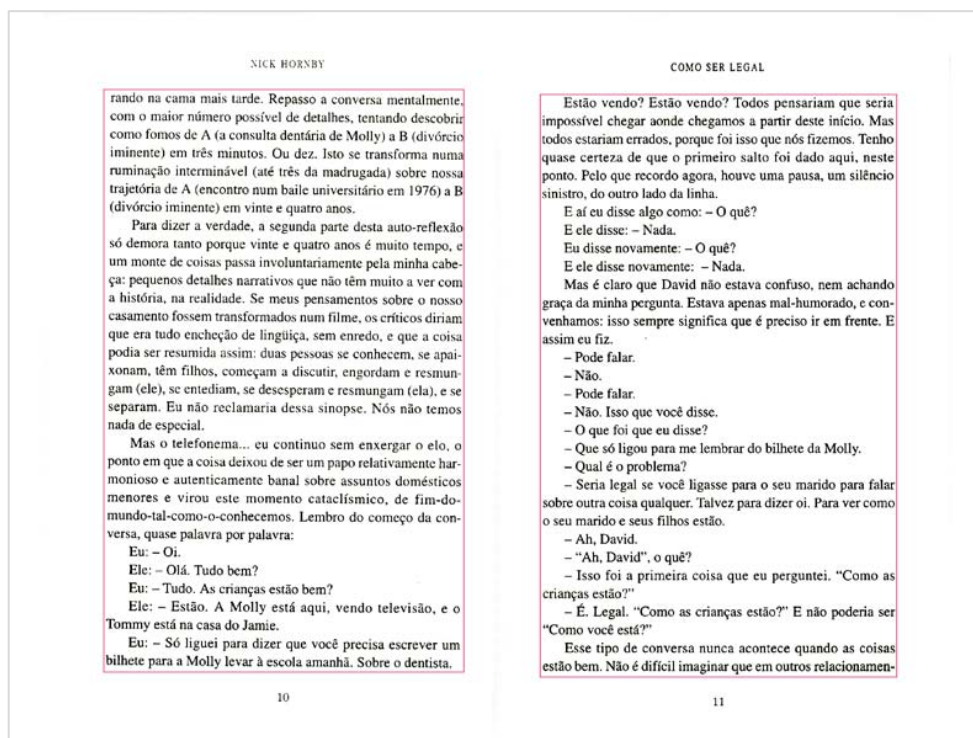 NICK HORNBY
rando na cama mais tarde. Repasso a conversa mentalmente,
com o maior número possível de detalhes, tentando descobrir
como fomos de A (a consulta dentária de Molly) a B (divórcio
iminente) em três minutos. Ou dez. Isto se transforma numa
ruminação interminável (até três da madrugada) sobre nossa
trajetória de A (encontro num baile universitário em 1976) a B
(divórcio iminente) em vinte e quatro anos.
Para dizer a verdade, a segunda parte desta auto-reflexão
só demora tanto porque vinte e quatro anos é muito tempo, e
um monte de coisas passa involuntariamente pela minha cabe-
ça: pequenos detalhes narrativos que não têm muito a ver com
a história, na realidade. Se meus pensamentos sobre o nosso
casamento fossem transformados num filme, os críticos diriam
que era tudo encheção de lingüiça, sem enredo, e que a coisa
podia ser resumida assim: duas pessoas se conhecem, se apai-
xonam, têm filhos, começam a discutir, engordam e resmun-
gam (ele), se entediam, se desesperam e resmungam (ela), e se
separam. Eu não reclamaria dessa sinopse. Nós não temos
nada de especial.
Mas o telefonema... eu continuo sem enxergar o elo, o
ponto em que a coisa deixou de ser um papo relativamente har-
monioso e autenticamente banal sobre assuntos domésticos
menores e virou este momento cataclísmico, de fim-do-
mundo-tal-como-o-conhecemos. Lembro do começo da con-
versa, quase palavra por palavra:
Eu: – Oi.
Ele: – Olá. Tudo bem?
Eu: – Tudo. As crianças estão bem?
Ele: – Estão. A Molly está aqui, vendo televisão, e o
Tommy está na casa do Jamie.
Eu: – Só liguei para dizer que você precisa escrever um
bilhete para a Molly levar à escola amanhã. Sobre o dentista.
10
COMO SER LEGAL
Estão vendo? Estão vendo? Todos pensariam que seria
impossível chegar aonde chegamos a partir deste início. Mas
todos estariam errados, porque foi isso que nós fizemos. Tenho
quase certeza de que o primeiro salto foi dado aqui, neste
ponto. Pelo que recordo agora, houve uma pausa, um silêncio
sinistro, do outro lado da linha.
E aí eu disse algo como: – O quê?
E ele disse: – Nada.
Eu disse novamente: – O quê?
E ele disse novamente: – Nada.
Mas é claro que David não estava confuso, nem achando
graça da minha pergunta. Estava apenas mal-humorado, e con-
venhamos: isso sempre significa que é preciso ir em frente. E
assim eu fiz.
– Pode falar.
– Não.
– Pode falar.
– Não. Isso que você disse.
– O que foi que eu disse?
– Que só ligou para me lembrar do bilhete da Molly.
– Qual é o problema?
– Seria legal se você ligasse para o seu marido para falar
sobre outra coisa qualquer. Talvez para dizer oi. Para ver como
o seu marido e seus filhos estão.
– Ah, David.
– “Ah, David”, o quê?
– Isso foi a primeira coisa que eu perguntei. “Como as
crianças estão?”
– É. Legal. “Como as crianças estão?” E não poderia ser
“Como você está?”
Esse tipo de conversa nunca acontece quando as coisas
estão bem. Não é difícil imaginar que em outros relacionamen-
11